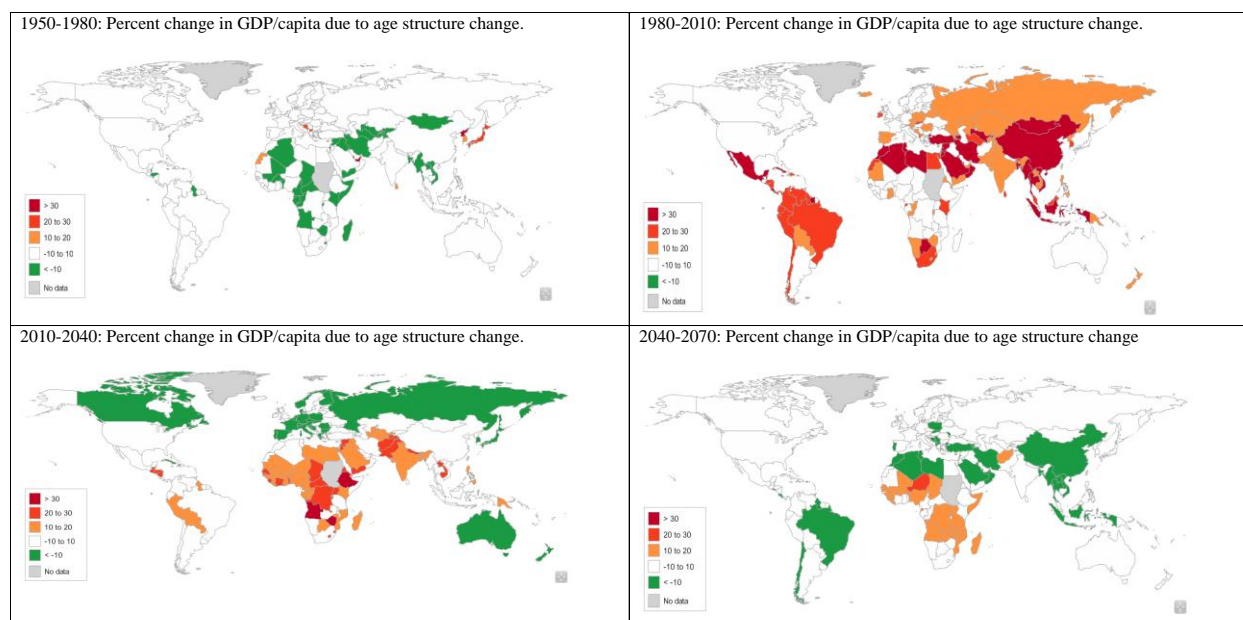 1950-1980: Percent change in GDP/capita due to age structure change.
> 30
20 to 30
10 to 20
-10 to 10
< -10
No data
1980-2010: Percent change in GDP/capita due to age structure change.
> 30
20 to 30
10 to 20
-10 to 10
< -10
No data
2010-2040: Percent change in GDP/capita due to age structure change.
> 30
20 to 30
10 to 20
-10 to 10
< -10
No data
2040-2070: Percent change in GDP/capita due to age structure change
> 30
20 to 30
10 to 20
-10 to 10
< -10
No data